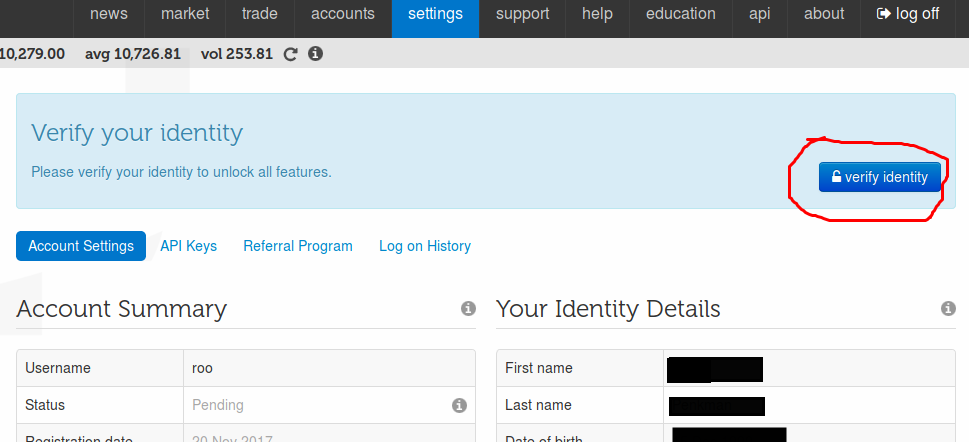 news market trade accounts settings support help education api about log off
10,279.00 avg 10,726.81 vol 253.81
Verify your identity
Please verify your identity to unlock all features.
verify identity
Account Settings API Keys Referral Program Log on History
Account Summary
Username roo
Status Pending
Registration date 20 Nov 2017
Your Identity Details
First name
Last name
Date of birth